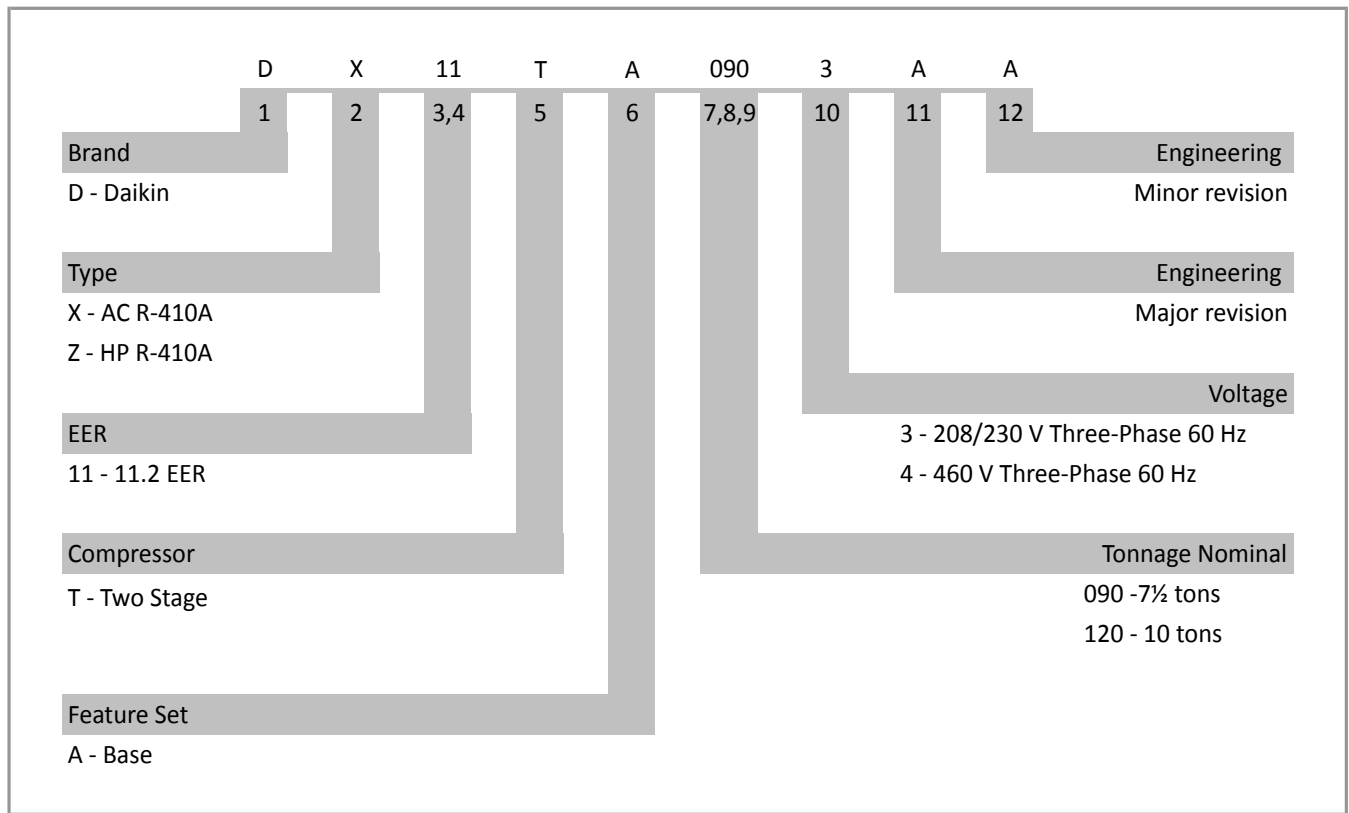 D X 11 T A 090 3 A A
1 2 3,4 5 6 7,8,9 10 11 12
Brand
D - Daikin
Engineering
Minor revision
Type
X - AC R-410A
Z - HP R-410A
Engineering
Major revision
Voltage
3 - 208/230 V Three-Phase 60 Hz
4 - 460 V Three-Phase 60 Hz
EER
11 - 11.2 EER
Compressor
T - Two Stage
Tonnage Nominal
090 -7½ tons
120 - 10 tons
Feature Set
A - Base